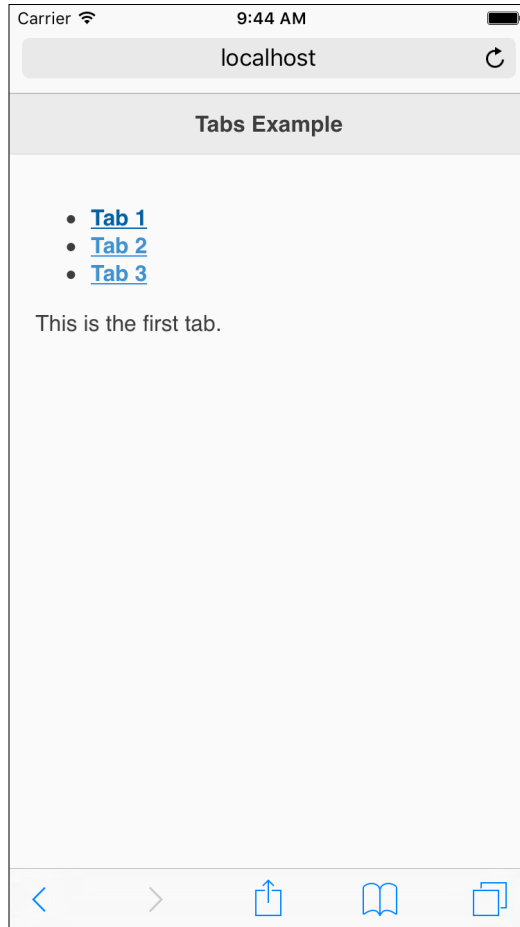 Carrier 9:44 AM
localhost
Tabs Example
• Tab 1
• Tab 2
• Tab 3
This is the first tab.